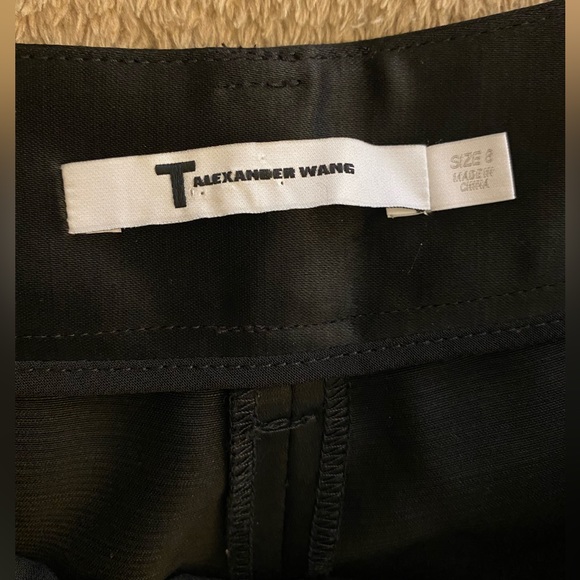 T ALEXANDER WANG
SIZE 8
MADE IN
CHINA